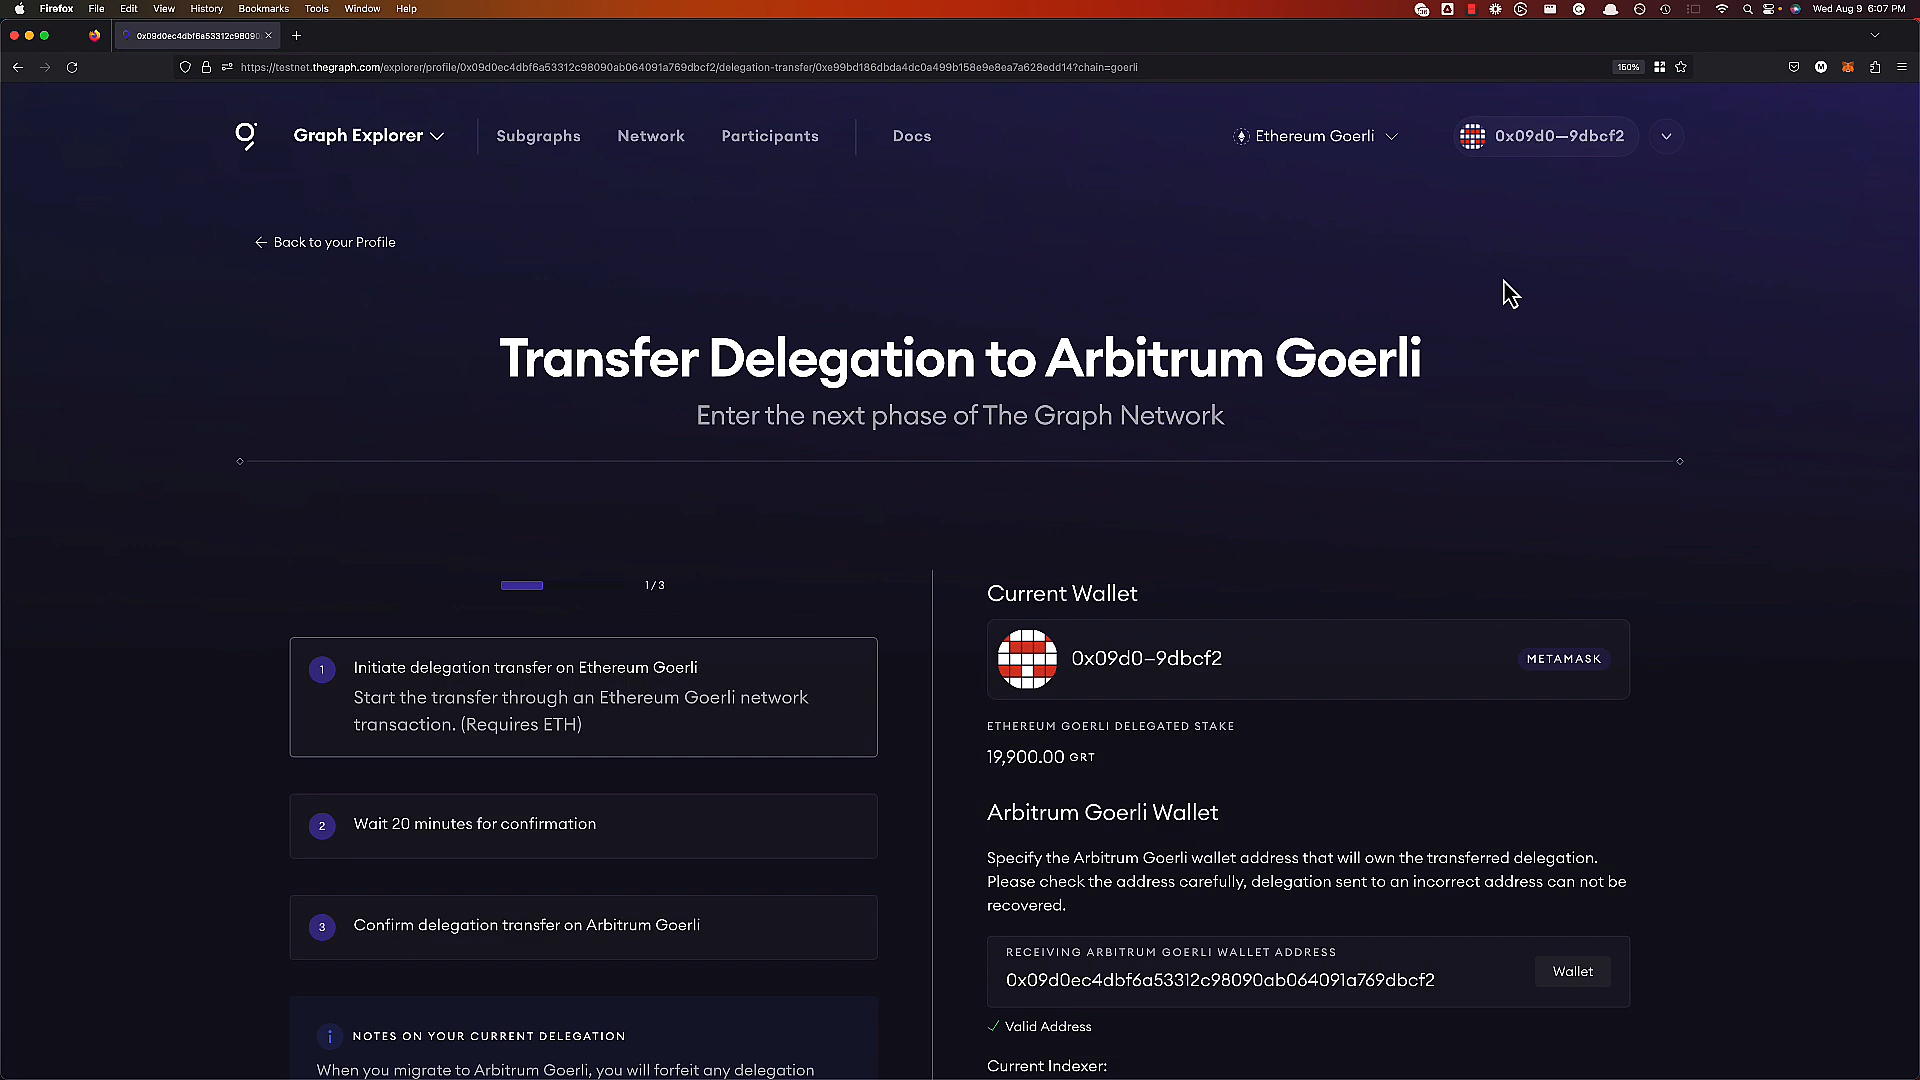 Firefox File Edit View History Bookmarks Tools Window Help Wed Aug 9 6:07 PM
0x09d0ec4dbf6a53312c98090
https://testnet.thegraph.com/explorer/profile/0x09d0ec4dbf6a53312c98090ab064091a769dbcf2/delegation-transfer/0xe99bd186dbda4dc0a499b158e9e8ea7a628edd14?chain=goerli 160%
Graph Explorer Subgraphs Network Participants Docs Ethereum Goerli 0x09d0—9dbcf2
Back to your Profile
Transfer Delegation to Arbitrum Goerli
Enter the next phase of The Graph Network
1/3
1 Initiate delegation transfer on Ethereum Goerli
Start the transfer through an Ethereum Goerli network
transaction. (Requires ETH)
2 Wait 20 minutes for confirmation
3 Confirm delegation transfer on Arbitrum Goerli
i NOTES ON YOUR CURRENT DELEGATION
When you migrate to Arbitrum Goerli, you will forfeit any delegation
Current Wallet
0x09d0—9dbcf2 METAMASK
ETHEREUM GOERLI DELEGATED STAKE
19,900.00 GRT
Arbitrum Goerli Wallet
Specify the Arbitrum Goerli wallet address that will own the transferred delegation.
Please check the address carefully, delegation sent to an incorrect address can not be
recovered.
RECEIVING ARBITRUM GOERLI WALLET ADDRESS
0x09d0ec4dbf6a53312c98090ab064091a769dbcf2 Wallet
Valid Address
Current Indexer: